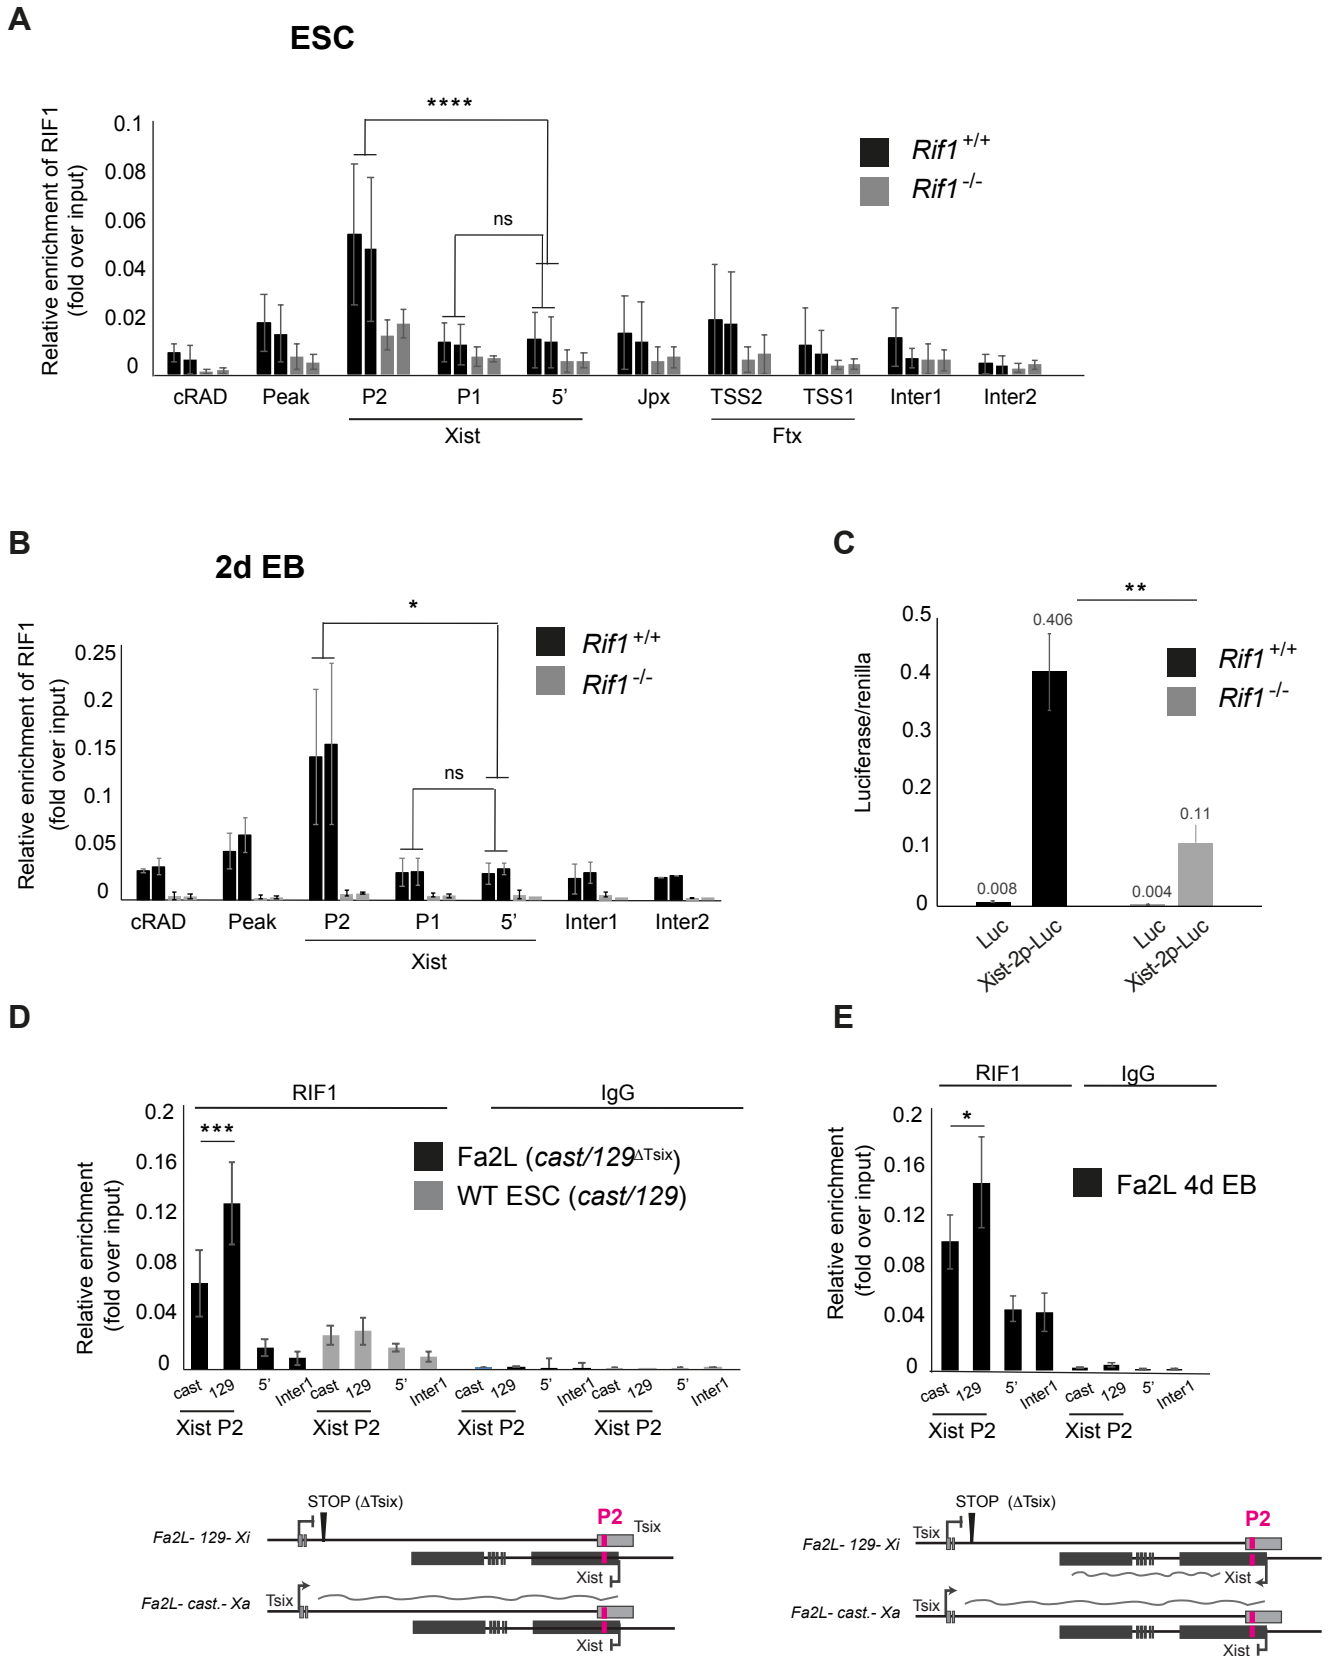 A
ESC
Relative enrichment of RIF1
(fold over input)
0.1
0.08
0.06
0.04
0.02
0
****
ns
Rif1 +/+
Rif1 -/-
cRAD Peak P2 P1 5' Jpx TSS2 TSS1 Inter1 Inter2
Xist Ftx
B
2d EB
Relative enrichment of RIF1
(fold over input)
0.25
0.2
0.15
0.1
0.05
0
*
ns
Rif1 +/+
Rif1 -/-
cRAD Peak P2 P1 5' Inter1 Inter2
Xist
C
Luciferase/renilla
0.5
0.4
0.3
0.2
0.1
0
**
0.406
0.11
0.008
0.004
Rif1 +/+
Rif1 -/-
Luc Xist-2p-Luc Luc Xist-2p-Luc
D
RIF1 IgG
Relative enrichment
(fold over input)
0.2
0.16
0.12
0.08
0.04
0
***
Fa2L (cast/129ΔTsix)
WT ESC (cast/129)
cast 129 5' Inter1 cast 129 5' Inter1 cast 129 5' Inter1 cast 129 5' Inter1
Xist P2 Xist P2 Xist P2 Xist P2
STOP (ΔTsix)
P2
Fa2L- 129- Xi
Tsix
Xist
Fa2L- cast.- Xa
Tsix
Xist
E
RIF1 IgG
Relative enrichment
(fold over input)
0.2
0.16
0.12
0.08
0.04
0
*
Fa2L 4d EB
cast 129 5' Inter1 cast 129 5' Inter1
Xist P2 Xist P2
STOP (ΔTsix)
P2
Fa2L- 129- Xi
Tsix
Xist
Fa2L- cast.- Xa
Tsix
Xist